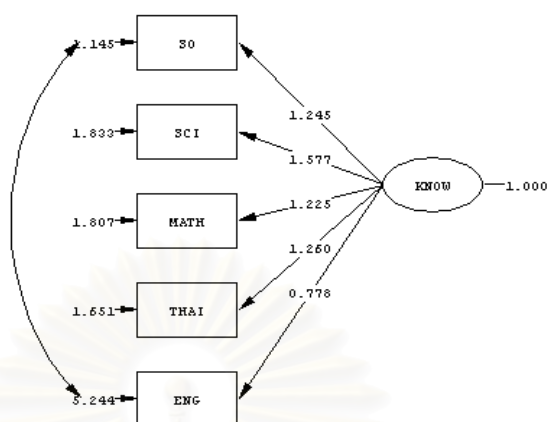 1.145 SO
1.245
1.833 SCI
1.577
KNOW 1.000
1.225
1.807 MATH
1.260
0.778
1.651 THAI
5.244 ENG